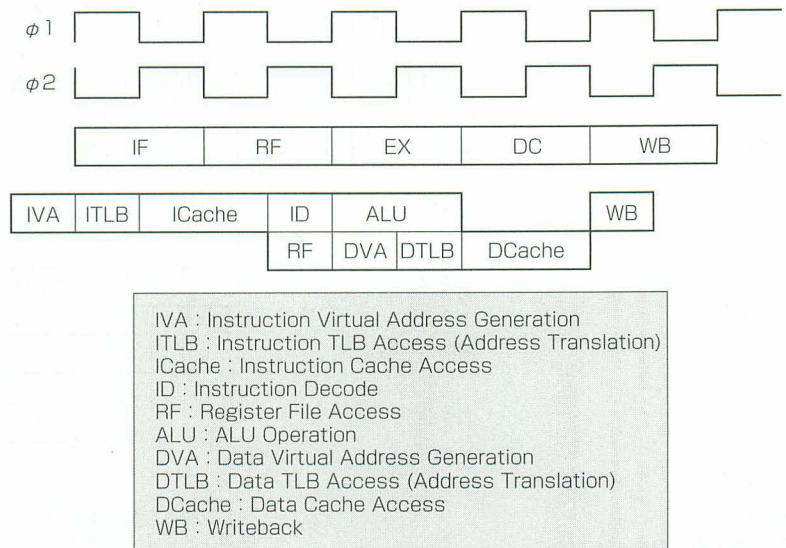 φ1
φ2
IF RF EX DC WB
IVA ITLB ICache ID ALU WB
RF DVA DTLB DCache
IVA : Instruction Virtual Address Generation
ITLB : Instruction TLB Access (Address Translation)
ICache : Instruction Cache Access
ID : Instruction Decode
RF : Register File Access
ALU : ALU Operation
DVA : Data Virtual Address Generation
DTLB : Data TLB Access (Address Translation)
DCache : Data Cache Access
WB : Writeback